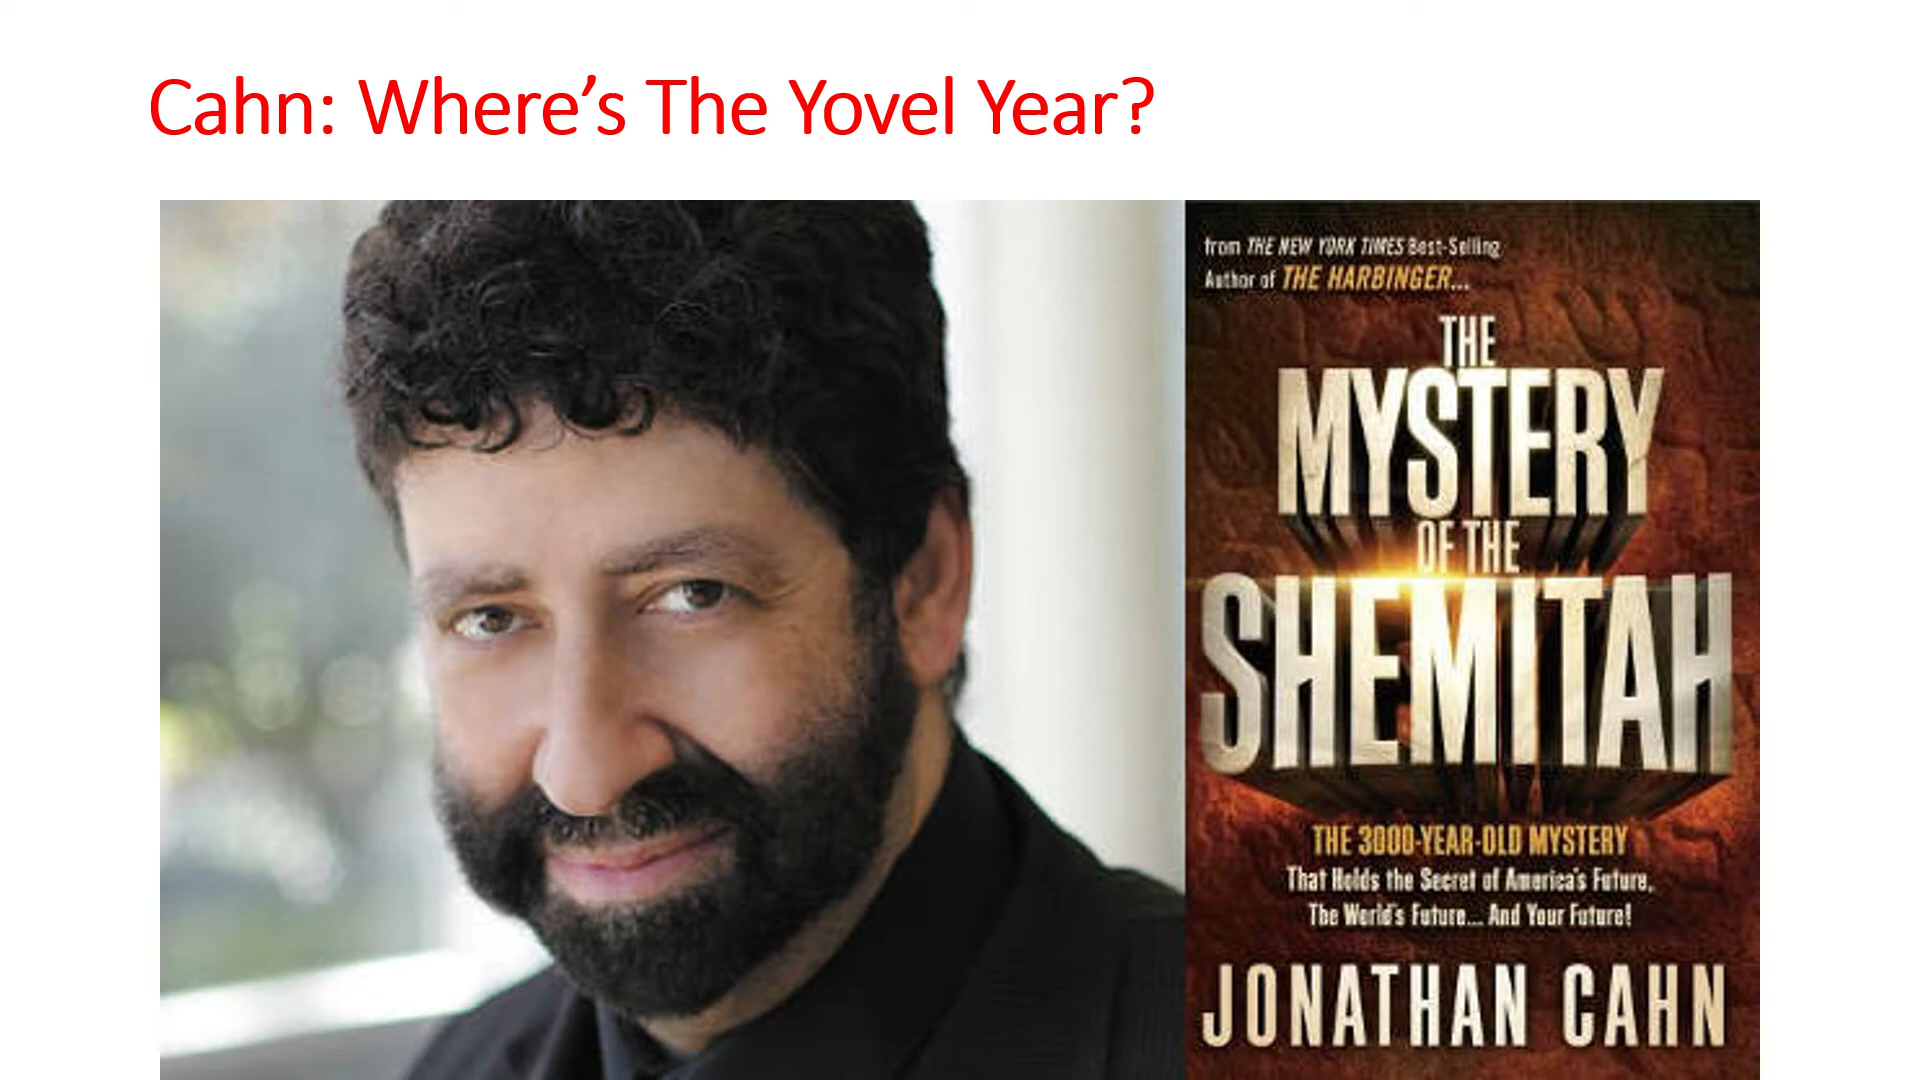 Cahn: Where’s The Yovel Year?
from THE NEW YORK TIMES Best-Selling
Author of THE HARBINGER...
THE
MYSTERY
OF THE
SHEMITAH
THE 3000-YEAR-OLD MYSTERY
That Holds the Secret of America's Future,
The World's Future... And Your Future!
JONATHAN CAHN